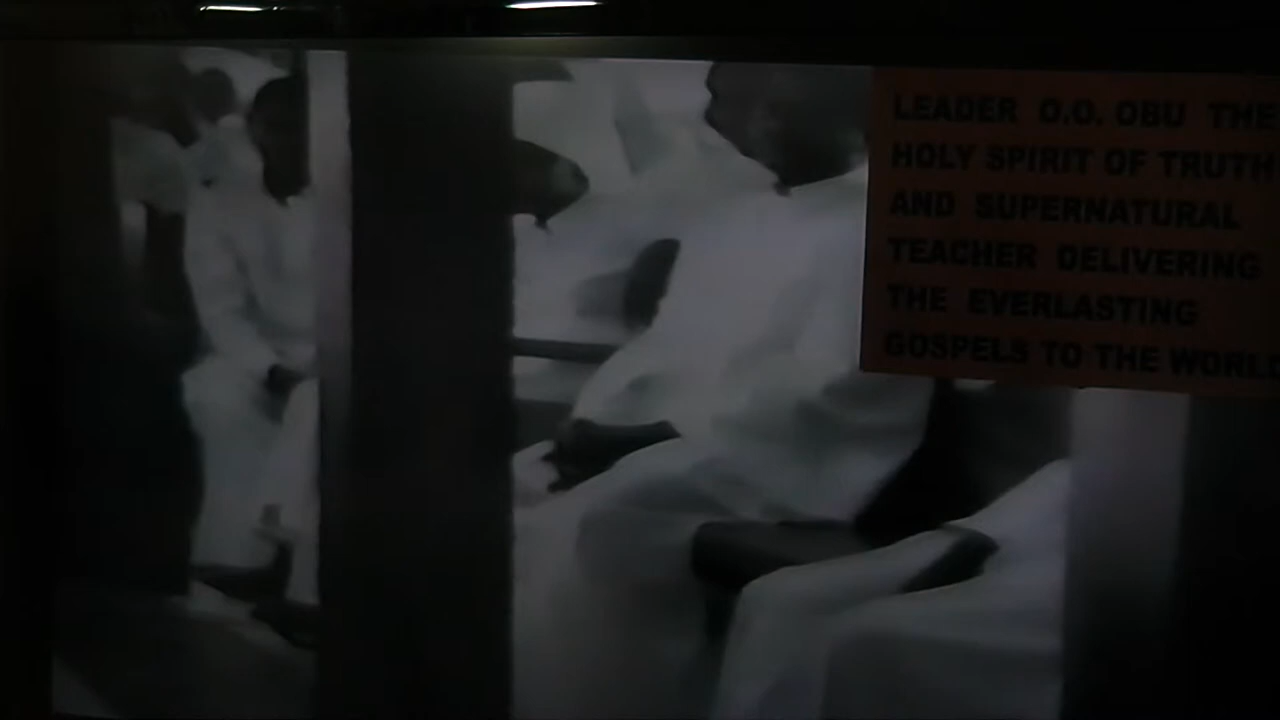 LEADER O.O. OBU THE
HOLY SPIRIT OF TRUTH
AND SUPERNATURAL
TEACHER DELIVERING
THE EVERLASTING
GOSPELS TO THE WORLD